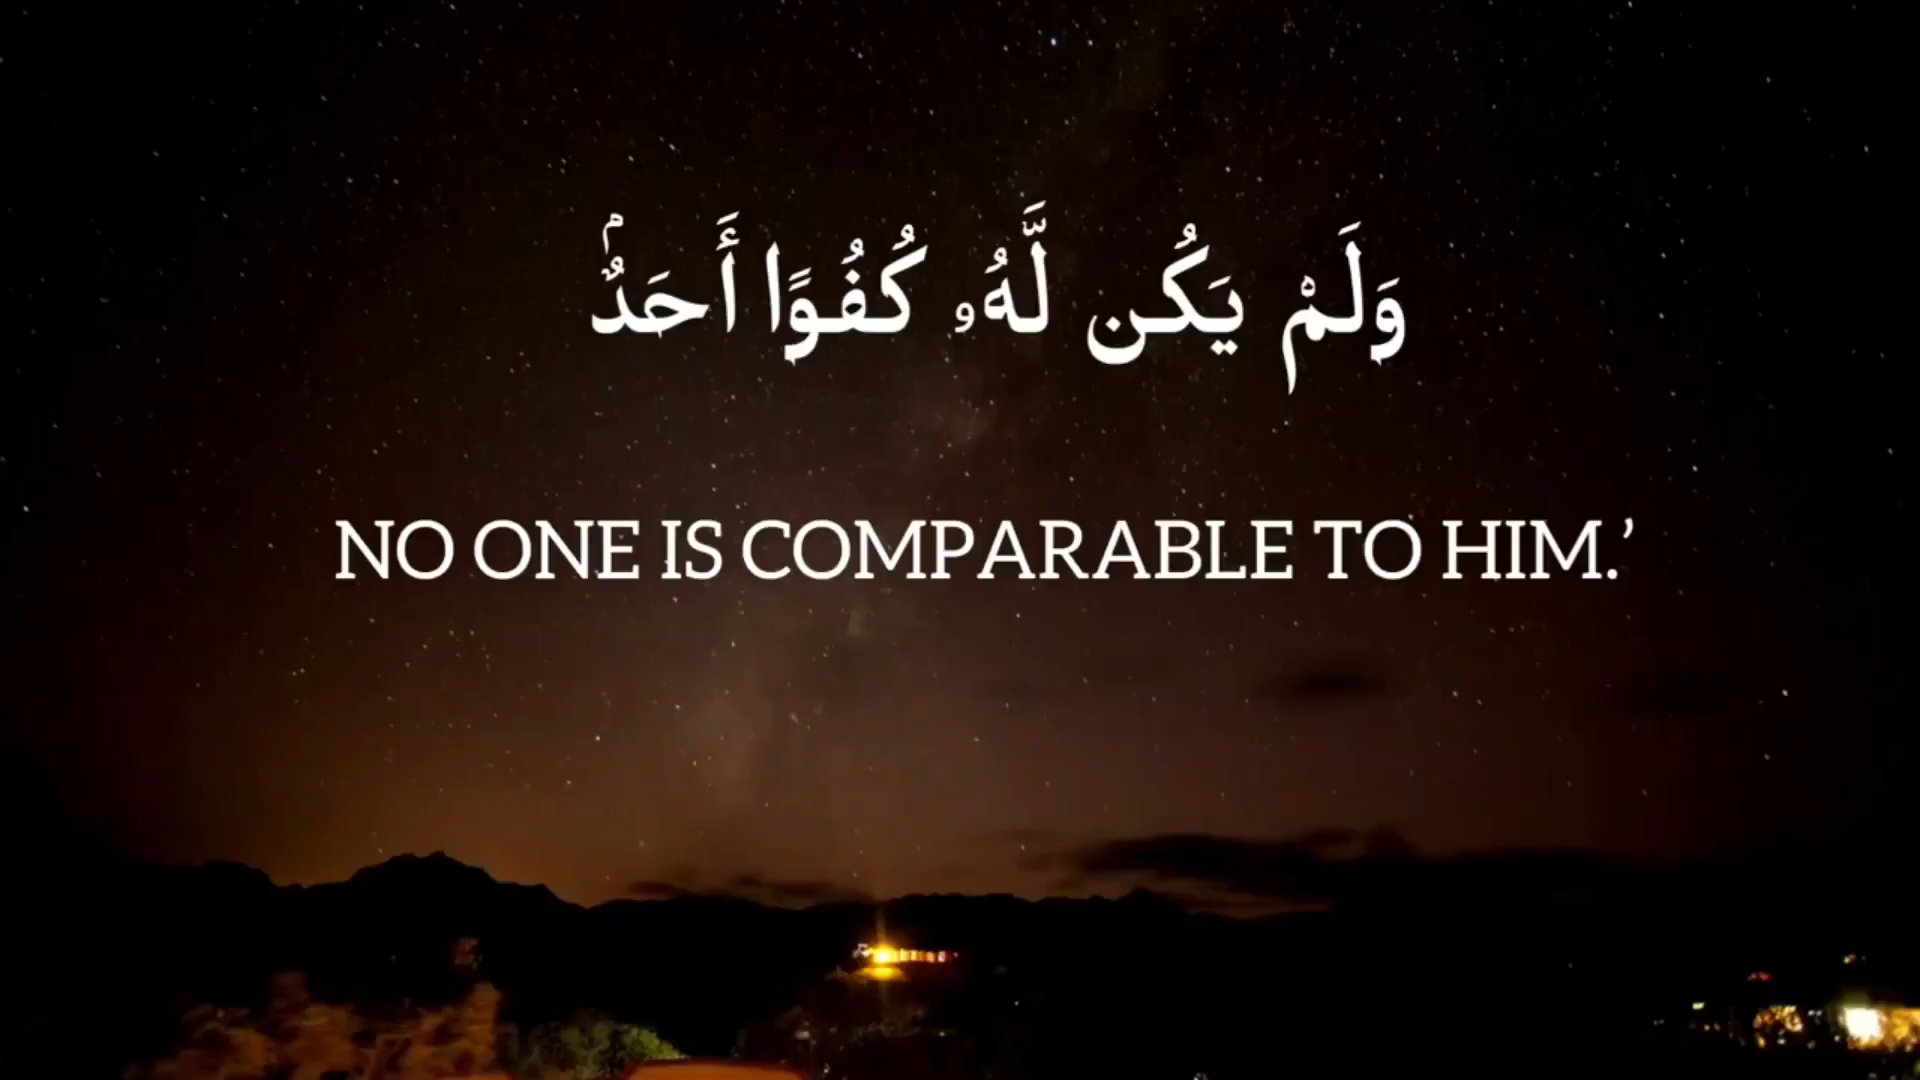 وَلَمْ يَكُن لَّهُۥ كُفُوًا أَحَدٌۢ
NO ONE IS COMPARABLE TO HIM.’